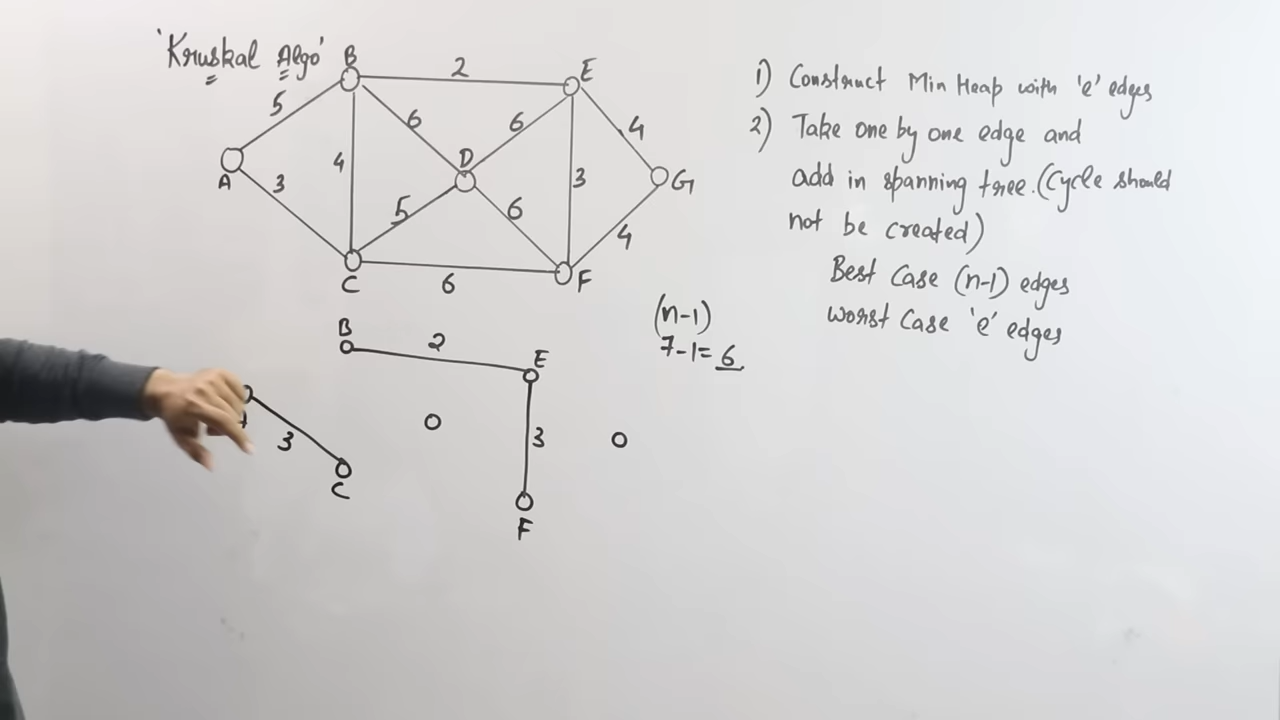 'Kruskal Algo'
B
2
E
5
6
6
4
D
A
3
4
3
G
5
6
4
C
6
F
1) Construct Min Heap with 'e' edges
2) Take one by one edge and
add in spanning tree. (Cycle should
not be created)
Best Case (n-1) edges
Worst Case 'e' edges
(n-1)
7-1=6
B
2
E
3
3
C
F